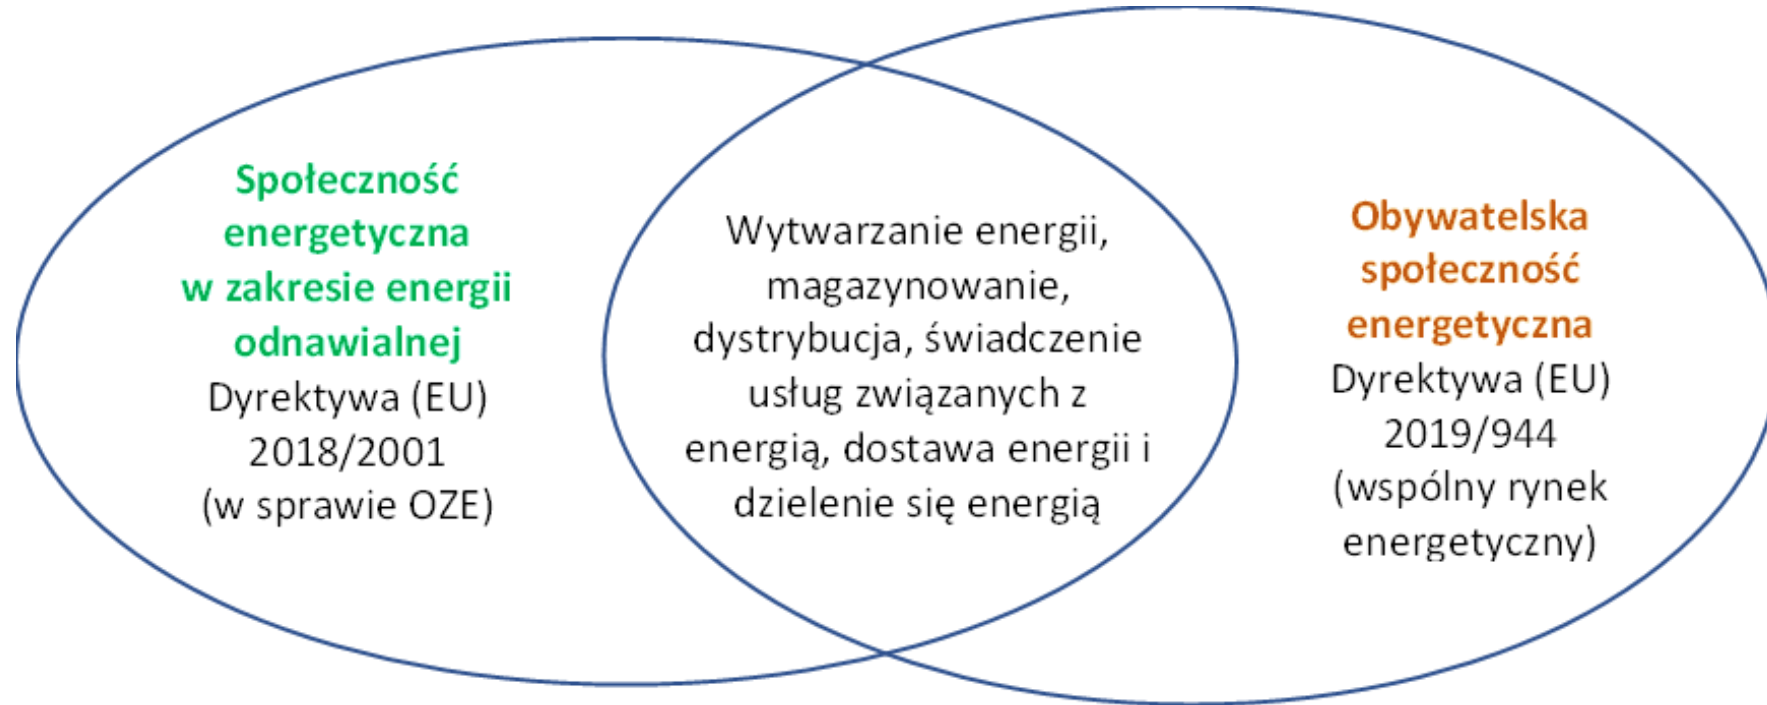 Społeczność
energetyczna
w zakresie energii
odnawialnej
Dyrektywa (EU)
2018/2001
(w sprawie OZE)
Wytwarzanie energii,
magazynowanie,
dystrybucja, świadczenie
usług związanych z
energią, dostawa energii i
dzielenie się energią
Obywatelska
społeczność
energetyczna
Dyrektywa (EU)
2019/944
(wspólny rynek
energetyczny)